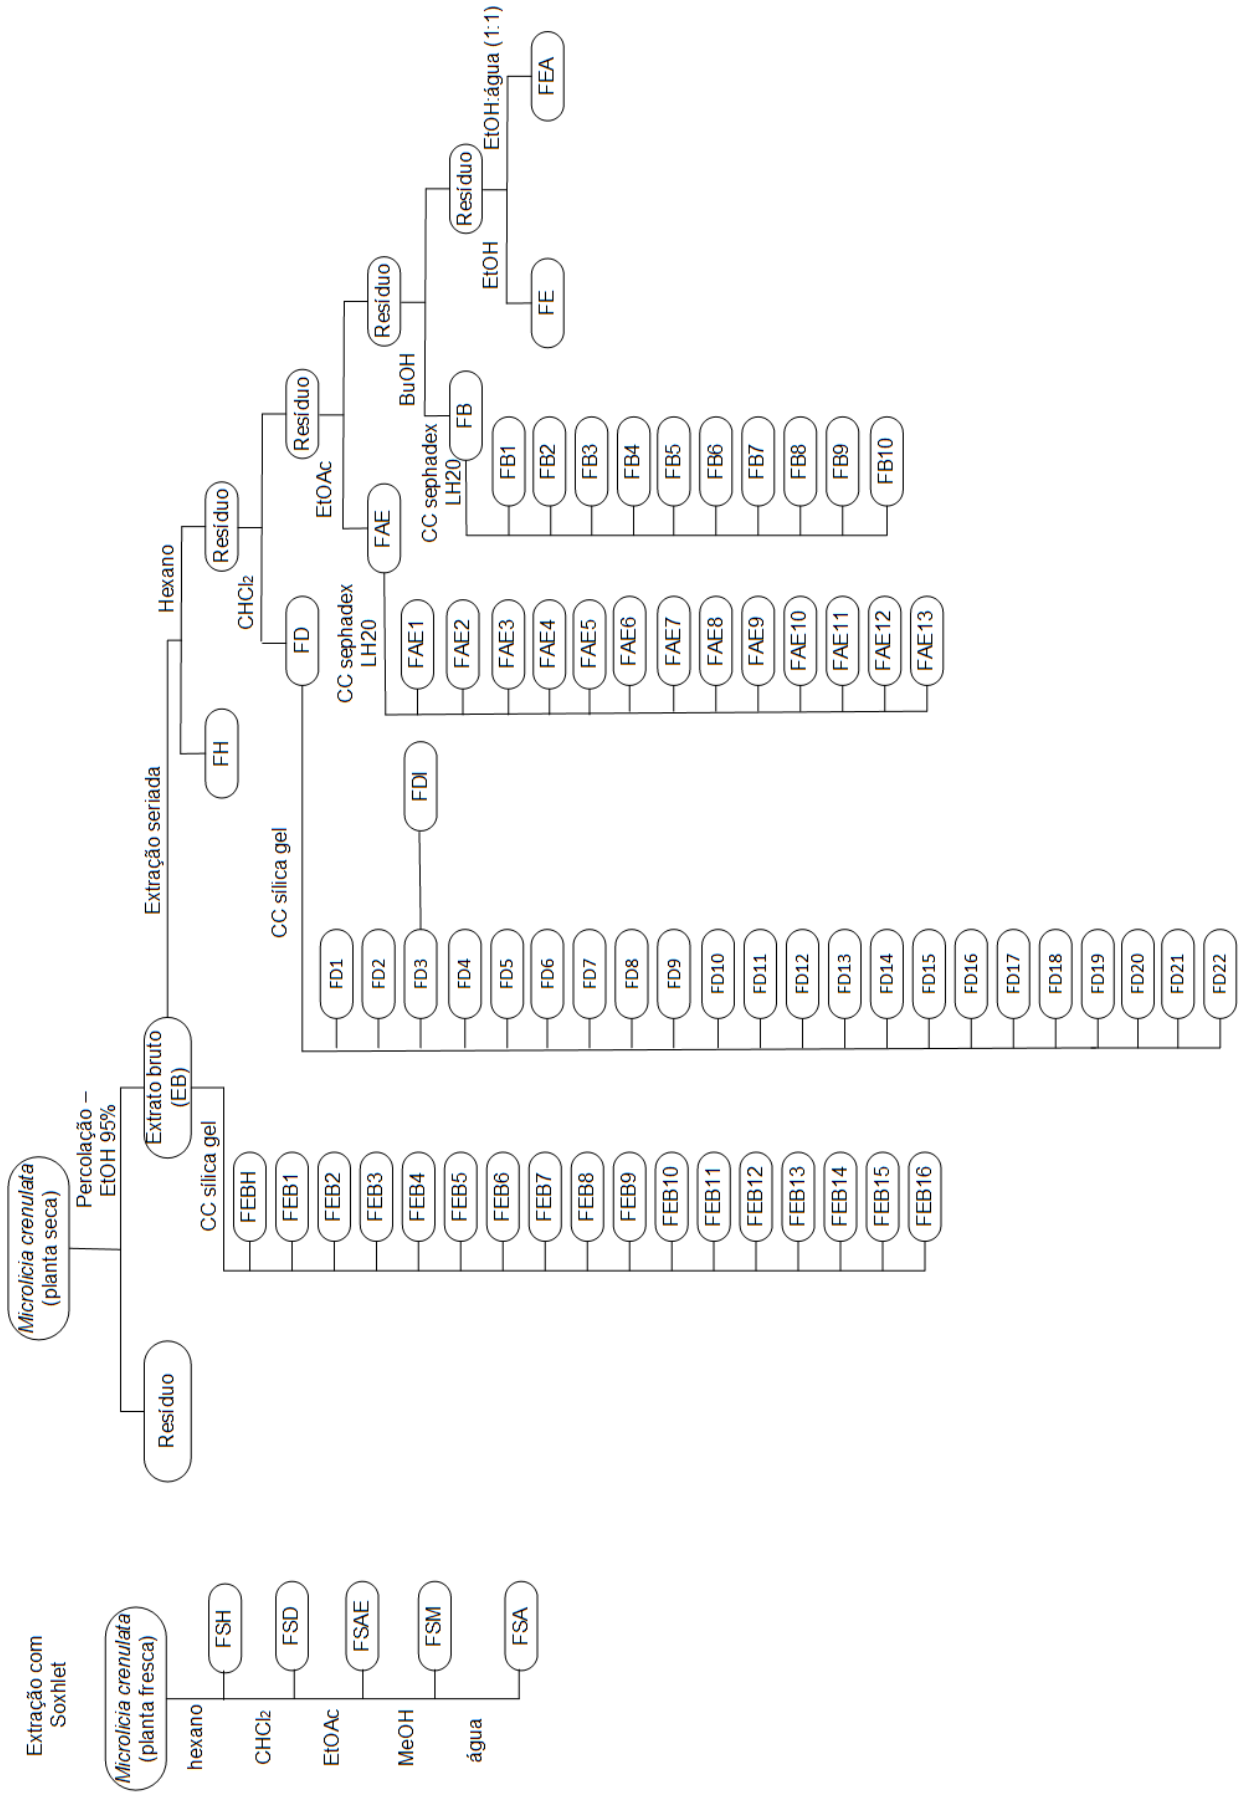 Extração com
Soxhlet
Microlicia crenulata
(planta fresca)
hexano
FSH
CHCl₂
FSD
EtOAc
FSAE
MeOH
FSM
água
FSA
Microlicia crenulata
(planta seca)
Percolação –
EtOH 95%
Resíduo
Extrato bruto
(EB)
CC sílica gel
FEBH
FEB1
FEB2
FEB3
FEB4
FEB5
FEB6
FEB7
FEB8
FEB9
FEB10
FEB11
FEB12
FEB13
FEB14
FEB15
FEB16
Extração seriada
Hexano
FH
Resíduo
CHCl₂
FD
Resíduo
CC sílica gel
FD1
FD2
FD3
FDI
FD4
FD5
FD6
FD7
FD8
FD9
FD10
FD11
FD12
FD13
FD14
FD15
FD16
FD17
FD18
FD19
FD20
FD21
FD22
EtOAc
FAE
Resíduo
CC sephadex
LH20
FAE1
FAE2
FAE3
FAE4
FAE5
FAE6
FAE7
FAE8
FAE9
FAE10
FAE11
FAE12
FAE13
BuOH
FB
Resíduo
CC sephadex
LH20
FB1
FB2
FB3
FB4
FB5
FB6
FB7
FB8
FB9
FB10
EtOH
FE
EtOH:água (1:1)
FEA